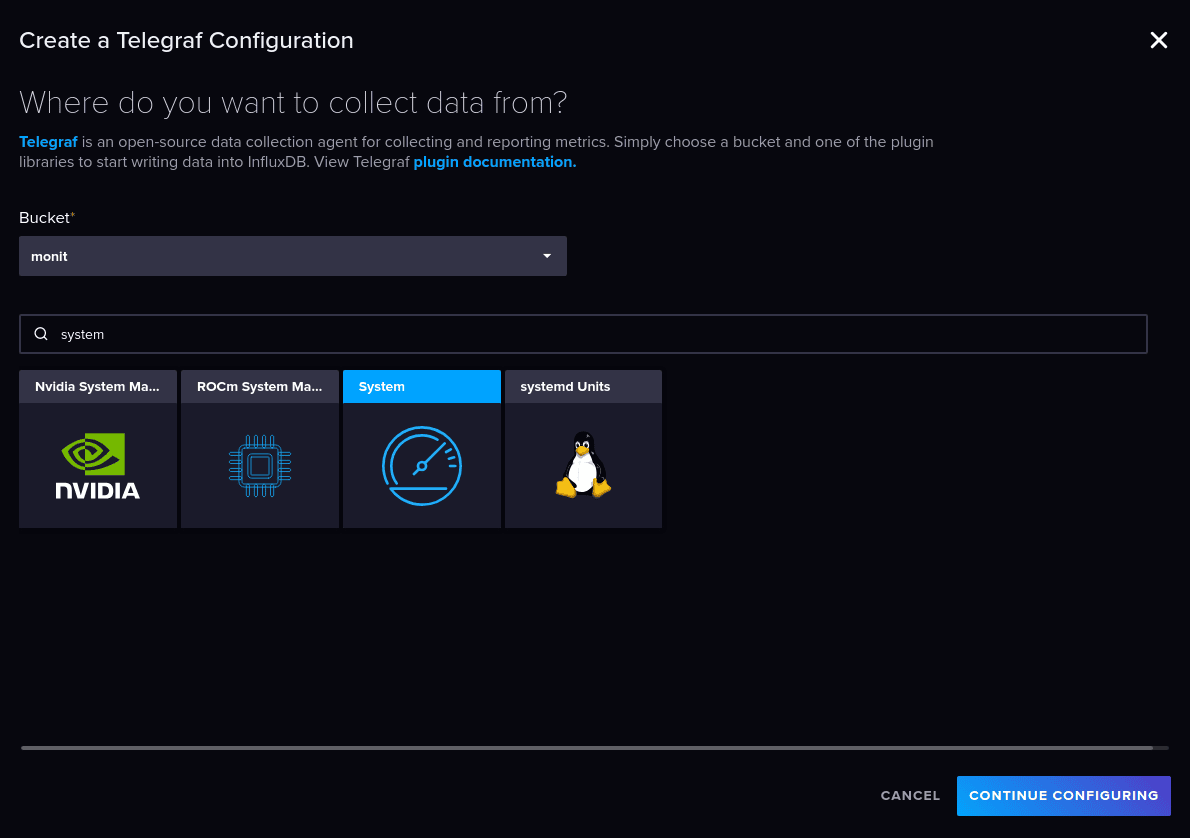 Create a Telegraf Configuration
Where do you want to collect data from?
Telegraf is an open-source data collection agent for collecting and reporting metrics. Simply choose a bucket and one of the plugin
libraries to start writing data into InfluxDB. View Telegraf plugin documentation.
Bucket*
monit
system
Nvidia System Ma...
ROCm System Ma...
System
systemd Units
NVIDIA
CANCEL
CONTINUE CONFIGURING